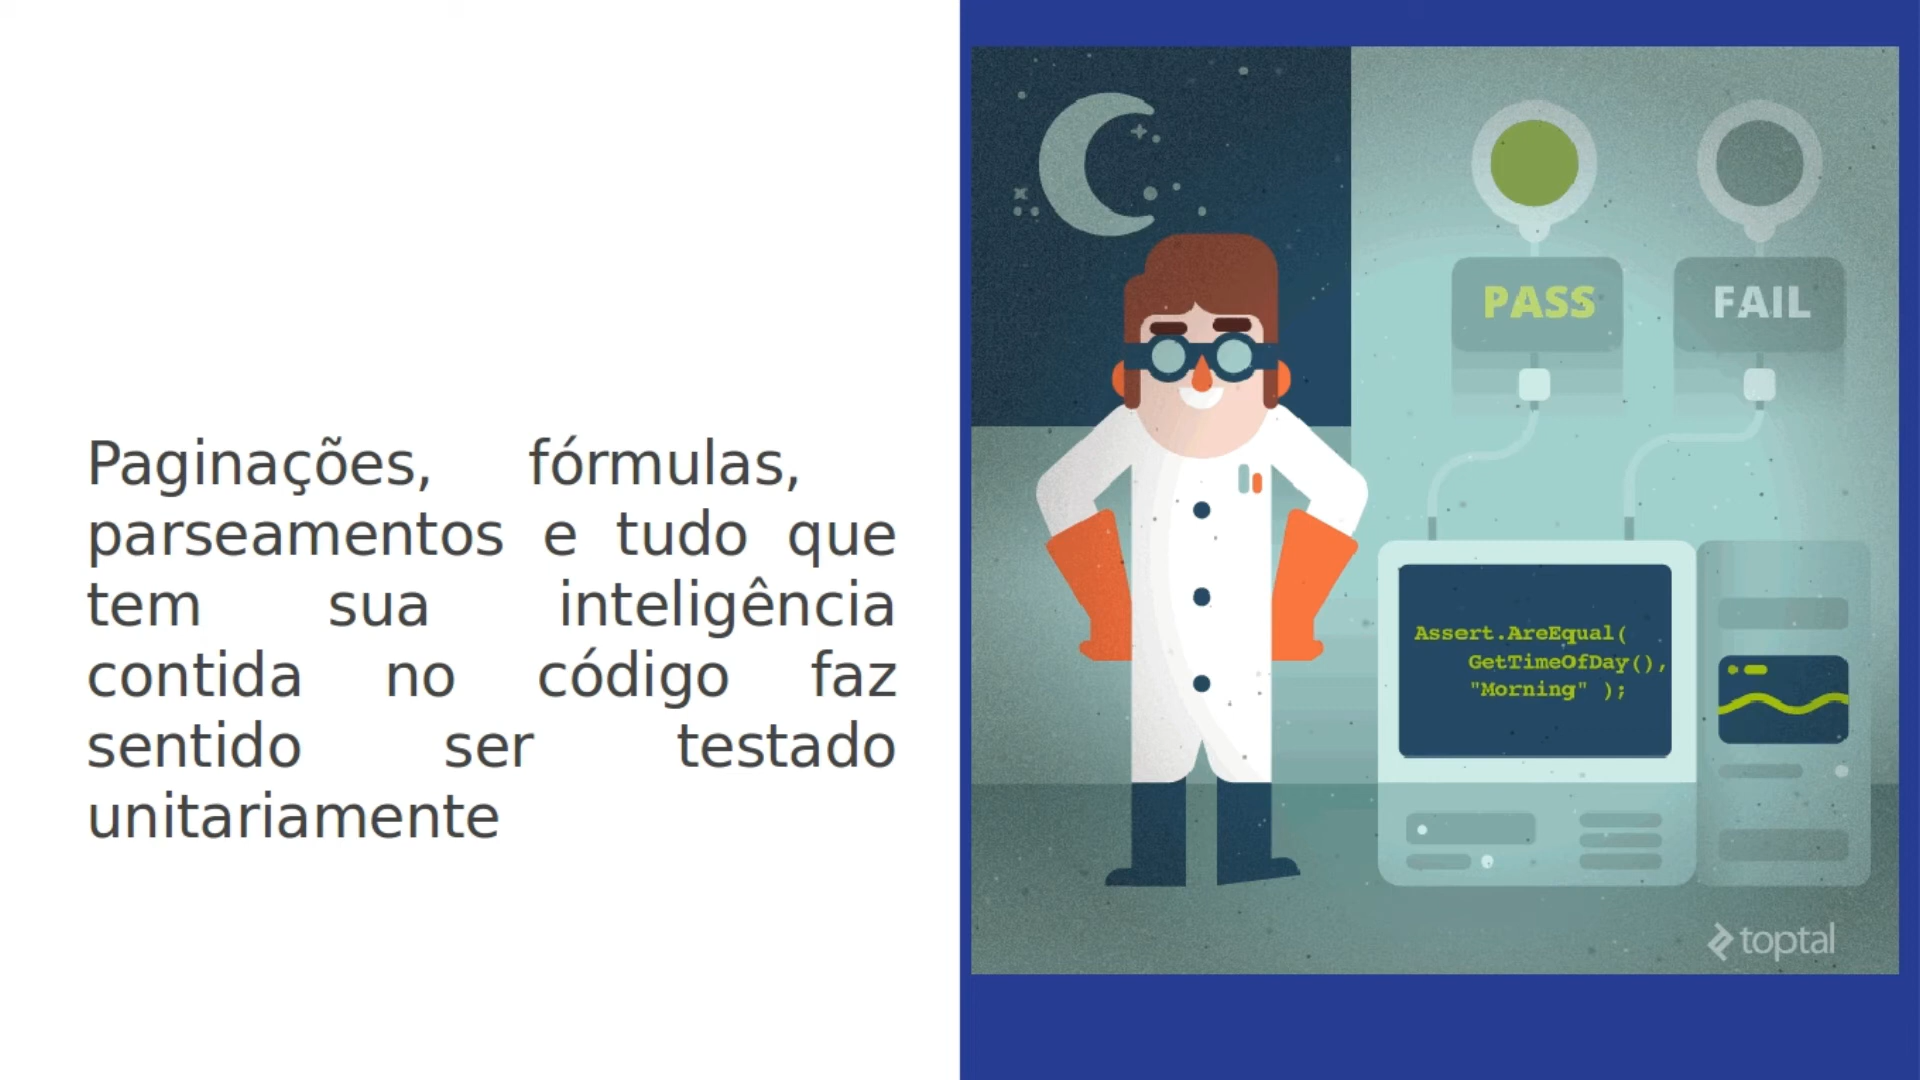 Paginações, fórmulas,
parseamentos e tudo que
tem sua inteligência
contida no código faz
sentido ser testado
unitariamente
PASS
FAIL
Assert.AreEqual(
GetTimeOfDay(),
"Morning" );
toptal